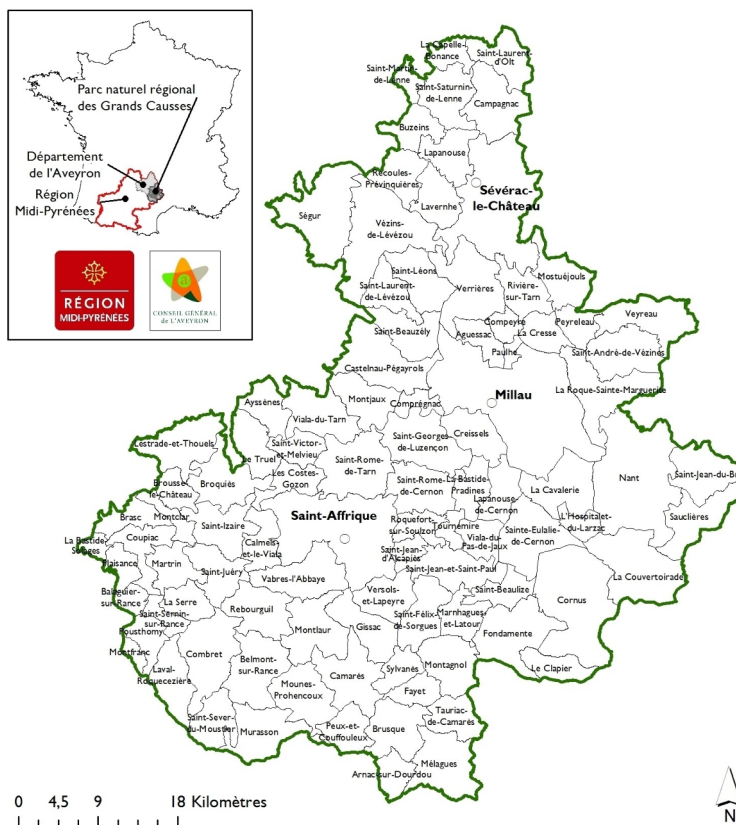 Parc naturel régional
des Grands Causses
Département
de l'Aveyron
Région
Midi-Pyrénées
RÉGION
MIDI-PYRÉNÉES
CONSEIL GÉNÉRAL
de L'AVEYRON
La Capelle-
Bonance
Saint-Laurent-
d'Olt
Saint-Martin-
de-Lenne
Saint-Saturnin-
de-Lenne
Campagnac
Buzeins
Lapanouse
Recoules-
Prévinquières
Sévérac-
le-Château
Lavernhe
Ségur
Vézins-
de-Lévézou
Saint-Léons
Mostuéjouls
Verrières
Rivière-
sur-Tarn
Saint-Laurent-
de-Lévézou
Veyreau
Compeyre
Peyreleau
Saint-Beauzély
Aguessac
La Cresse
Paulhe
Saint-André-de-Vézines
Castelnau-Pégayrols
La Roque-Sainte-Marguerite
Millau
Montjaux
Comprégnac
Ayssènes
Viala-du-Tarn
Saint-Georges-
de-Luzençon
Creissels
Lestrade-et-Thouels
Saint-Victor-
et-Melvieu
Le Truel
Saint-Rome-
de-Tarn
Les Costes-
Gozon
Saint-Rome-
de-Cernon
La Bastide-
Pradines
Nant
Saint-Jean-du-Br
Brousse-
le-Château
Broquiès
La Cavalerie
Lapanouse-
de-Cernon
Brasc
Montclar
Saint-Affrique
Saint-Izaire
Roquefort-
sur-Soulzon
Tournemire
L'Hospitalet-
du-Larzac
Sauclières
Sainte-Eulalie-
de-Cernon
La Bastide-
Solages
Coupiac
Calmels-
et-le-Viala
Viala-du-
Pas-de-Jaux
Saint-Jean-
d'Alcapiès
Plaisance
Martrin
Saint-Juéry
Vabres-l'Abbaye
Saint-Jean-et-Saint-Paul
La Couvertoirade
Balaguier-
sur-Rance
Versols-
et-Lapeyre
Saint-Beaulize
La Serre
Rebourguil
Cornus
Saint-Sernin-
sur-Rance
Saint-Félix-
de-Sorgues
Marnhagues-
et-Latour
Pousthomy
Montlaur
Gissac
Fondamente
Montfranc
Combret
Laval-
Roquecezière
Belmont-
sur-Rance
Camarès
Sylvanès
Montagnol
Le Clapier
Mounes-
Prohencoux
Fayet
Tauriac-
de-Camarès
Saint-Sever-
du-Moustier
Murasson
Peux-et-
Couffouleux
Brusque
Mélagues
Arnac-sur-Dourdou
0 4,5 9 18 Kilomètres
N